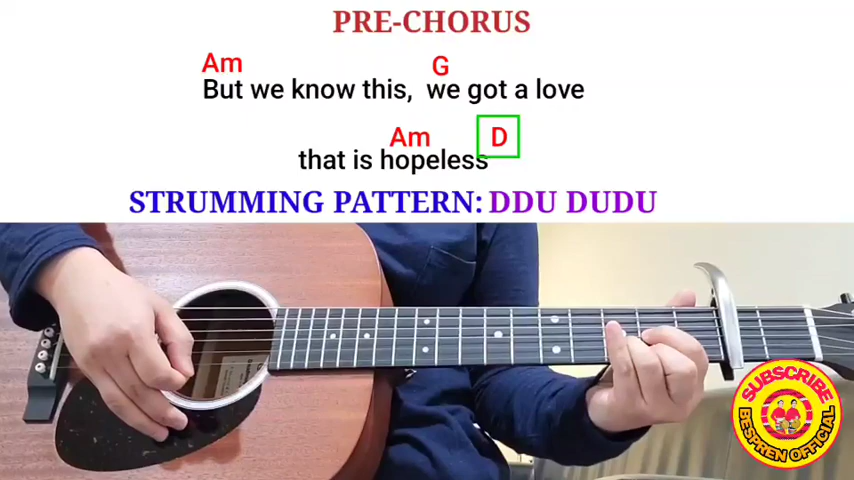 PRE-CHORUS
Am G
But we know this, we got a love
Am D
that is hopeless
STRUMMING PATTERN: DDU DUDU
SUBSCRIBE
BESPREN OFFICIAL